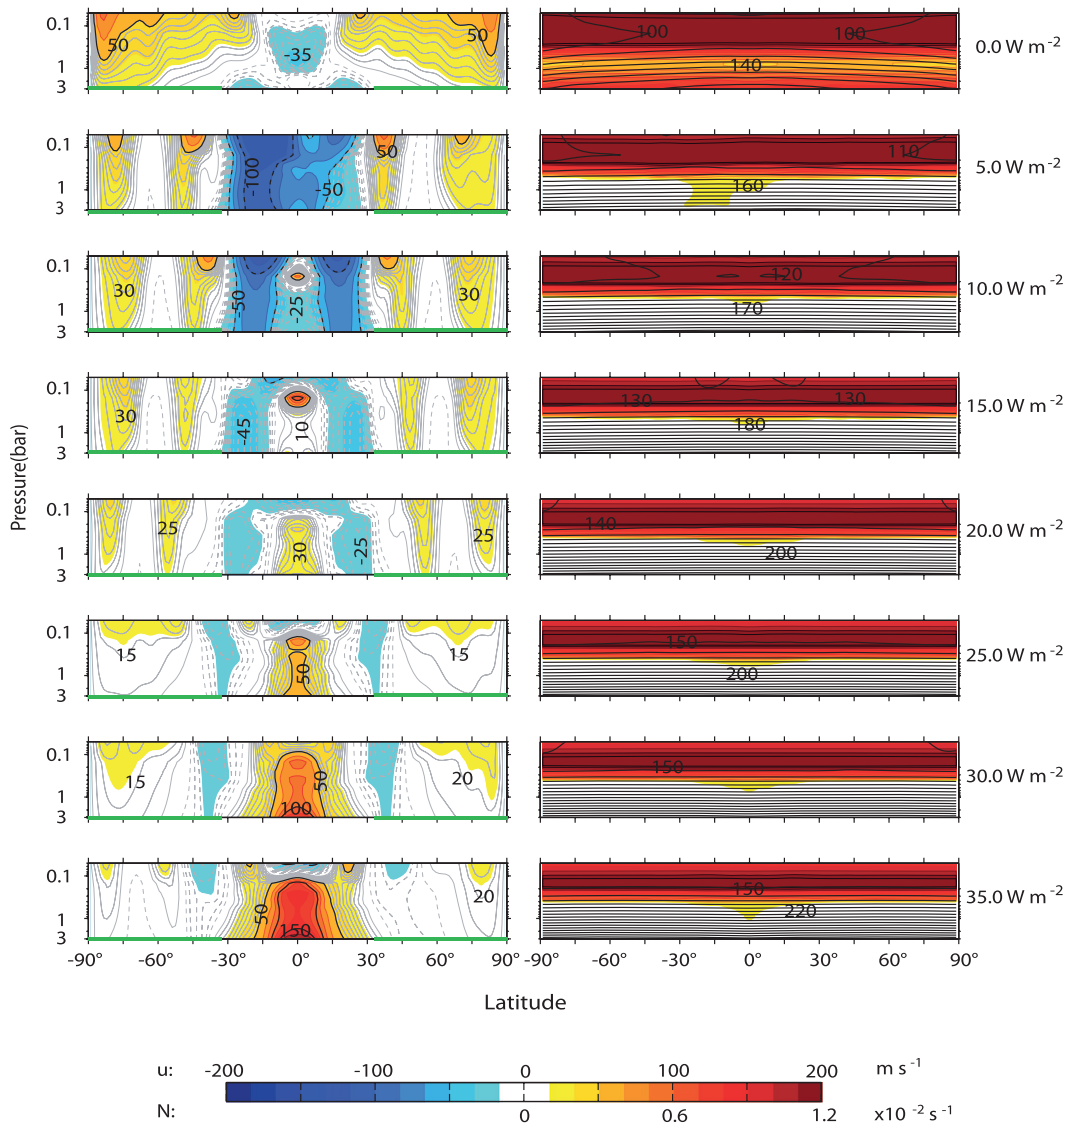 0.1 50 -35 50 100 100 0.0 W m-2
1 140
3
0.1 100 -50 50 110 5.0 W m-2
1 160
3
0.1 30 -50 -25 30 120 10.0 W m-2
1 170
3
0.1 30 -45 10 130 130 15.0 W m-2
1 180
3
0.1 25 30 -25 25 140 20.0 W m-2
1 200
3
0.1 15 50 15 150 25.0 W m-2
1 200
3
0.1 15 50 20 150 30.0 W m-2
1 100
3
0.1 50 20 150 35.0 W m-2
1 150 220
3
Pressure(bar)
-90° -60° -30° 0° 30° 60° 90° -90° -60° -30° 0° 30° 60° 90°
Latitude
u: -200 -100 0 100 200 m s-1
N: 0 0.6 1.2 x10 -2 s-1